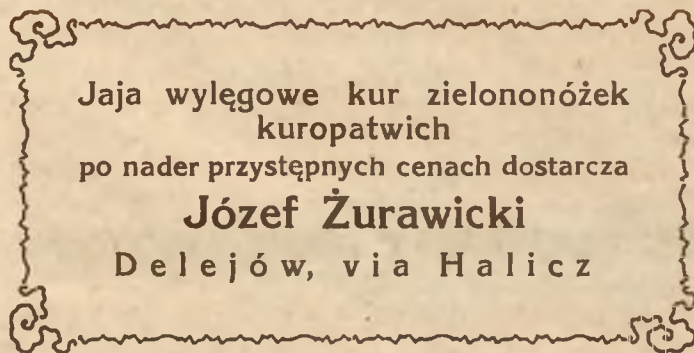 Jaja wylęgowe kur zielononóżek
kuropatwich
po nader przystępnych cenach dostarcza
Józef Żurawicki
Delejów, via Halicz